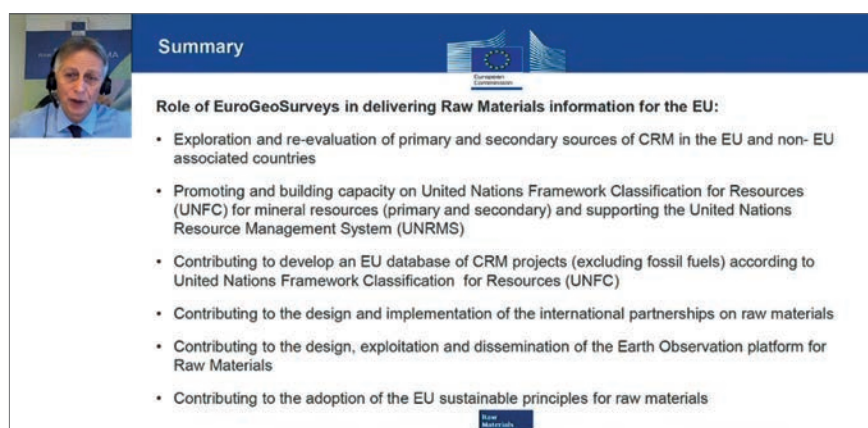 Summary
European
Commission
Role of EuroGeoSurveys in delivering Raw Materials information for the EU:
• Exploration and re-evaluation of primary and secondary sources of CRM in the EU and non- EU
associated countries
• Promoting and building capacity on United Nations Framework Classification for Resources
(UNFC) for mineral resources (primary and secondary) and supporting the United Nations
Resource Management System (UNRMS)
• Contributing to develop an EU database of CRM projects (excluding fossil fuels) according to
United Nations Framework Classification for Resources (UNFC)
• Contributing to the design and implementation of the international partnerships on raw materials
• Contributing to the design, exploitation and dissemination of the Earth Observation platform for
Raw Materials
• Contributing to the adoption of the EU sustainable principles for raw materials
Raw
Materials